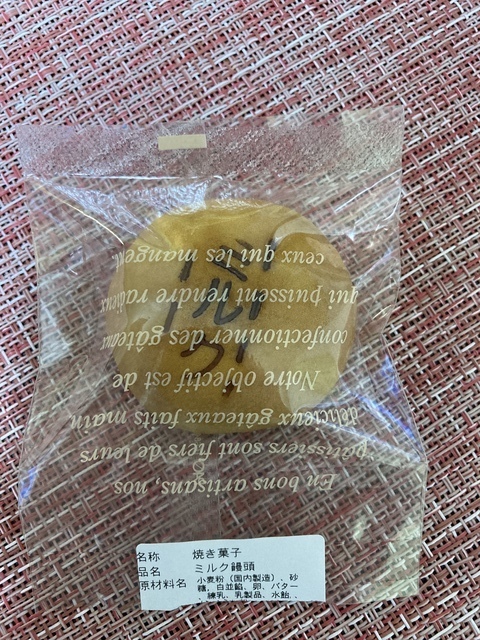 En bons artisans, nos
pâtissiers sont fiers de leurs
délicieux gâteaux faits main
Notre objectif est de
confectionner des gâteaux
qui puissent rendre radieux
ceux qui les mangent.
ミルク
名称 焼き菓子
品名 ミルク饅頭
原材料名 小麦粉（国内製造）、砂
糖、白並餡、卵、バター
、練乳、乳製品、水飴、